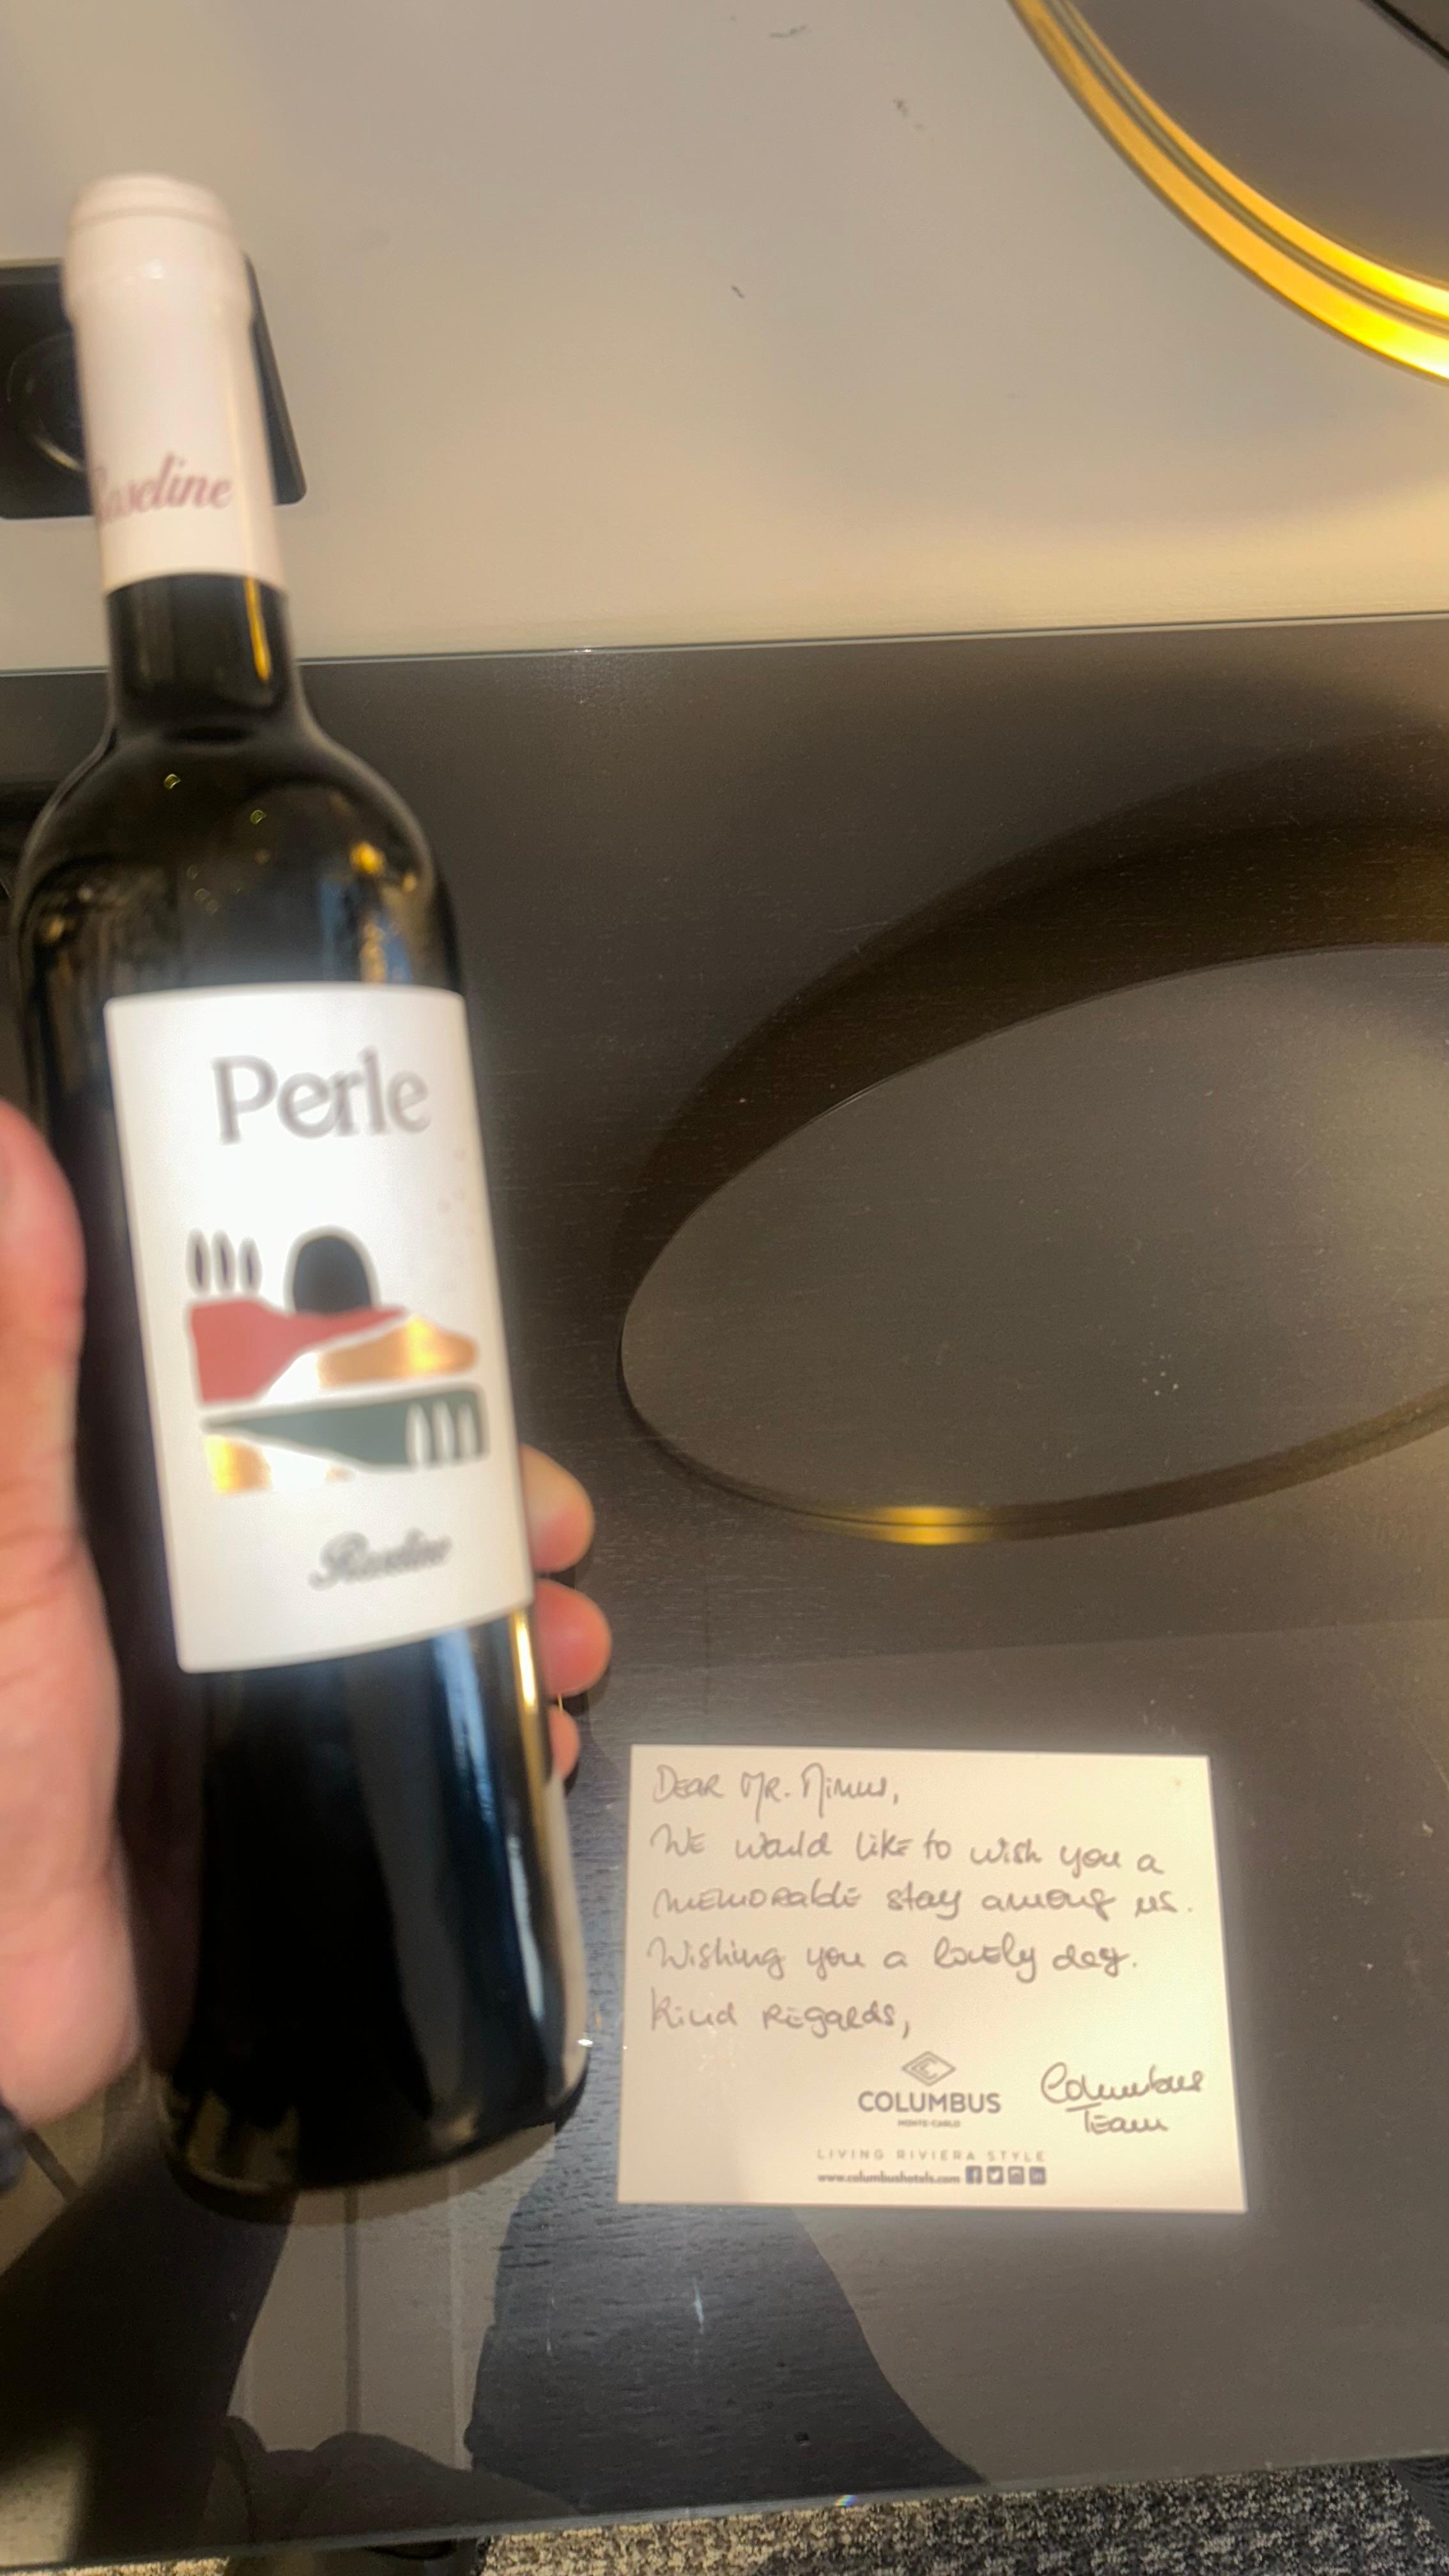 Roseline
Perle
Roseline
Dear Mr.
We would like to wish you a
memorable stay among us.
Wishing you a lovely day.
Kind Regards,
COLUMBUS
MONTE-CARLO
Columbus
Team
LIVING RIVIERA STYLE
www.columbushotels.com